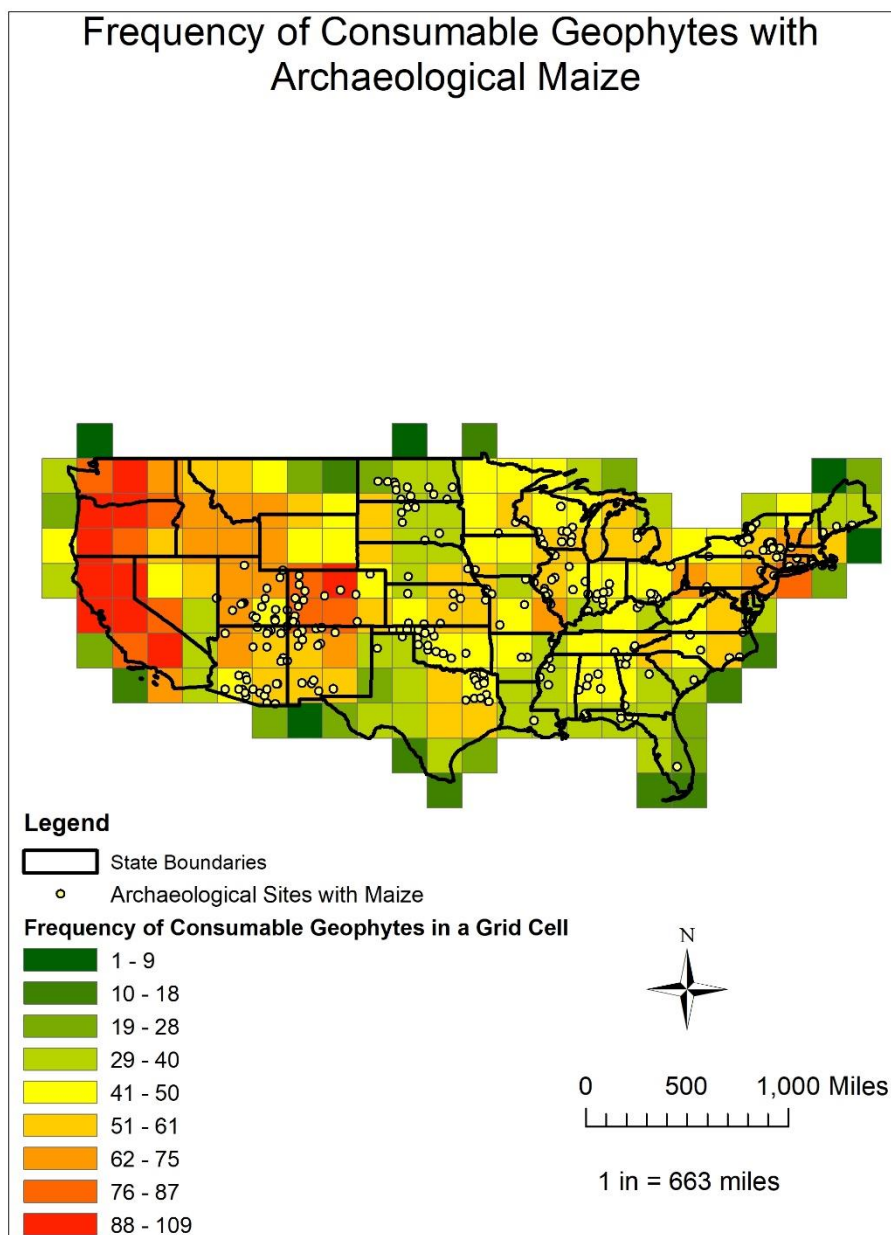 Frequency of Consumable Geophytes with
Archaeological Maize
Legend
State Boundaries
Archaeological Sites with Maize
Frequency of Consumable Geophytes in a Grid Cell
1 - 9
10 - 18
19 - 28
29 - 40
41 - 50
51 - 61
62 - 75
76 - 87
88 - 109
N
0 500 1,000 Miles
1 in = 663 miles